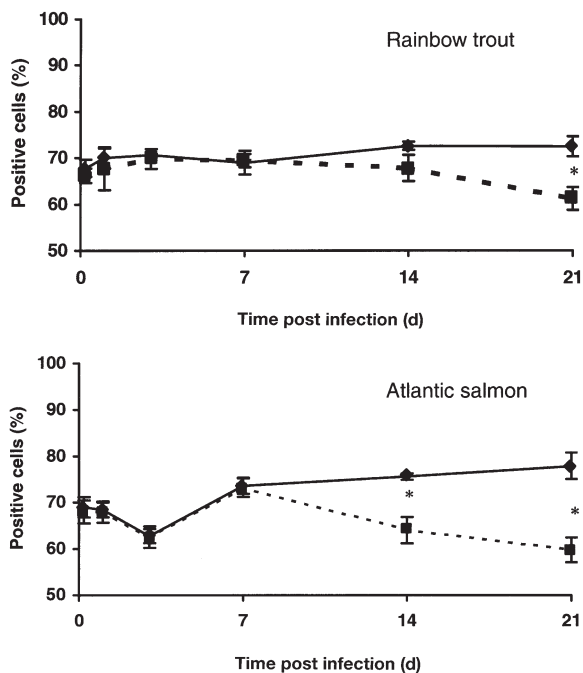 100
Rainbow trout
90
80
70
60
50
Positive cells (%)
*
0 7 14 21
Time post infection (d)
100
Atlantic salmon
90
80
70
60
50
Positive cells (%)
*
*
0 7 14 21
Time post infection (d)